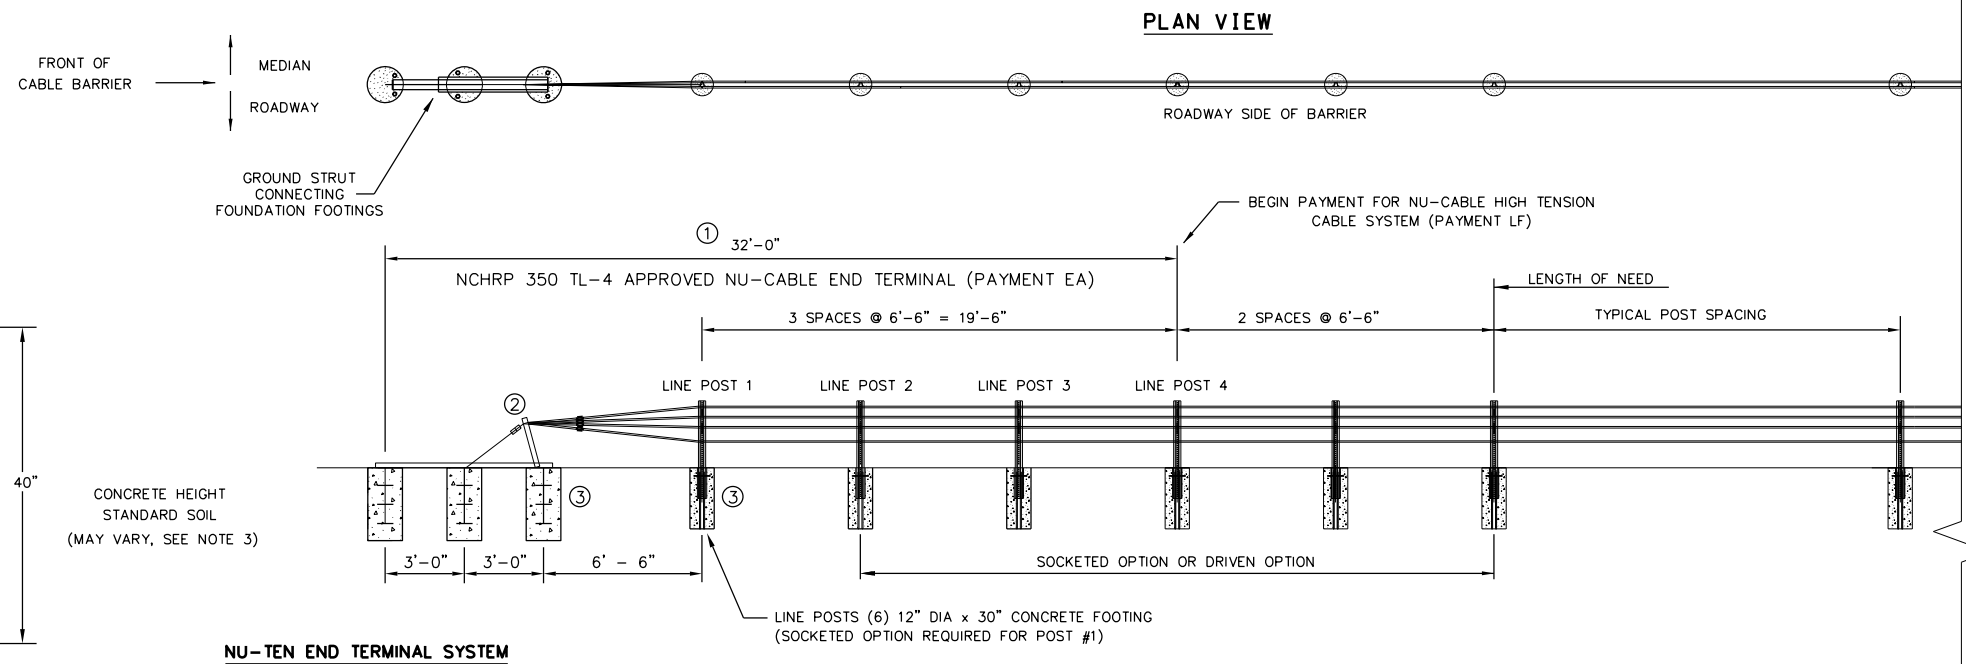 PLAN VIEW
FRONT OF
CABLE BARRIER
MEDIAN
ROADWAY
ROADWAY SIDE OF BARRIER
GROUND STRUT
CONNECTING
FOUNDATION FOOTINGS
BEGIN PAYMENT FOR NU-CABLE HIGH TENSION
CABLE SYSTEM (PAYMENT LF)
1
32'-0"
NCHRP 350 TL-4 APPROVED NU-CABLE END TERMINAL (PAYMENT EA)
LENGTH OF NEED
3 SPACES @ 6'-6" = 19'-6"
2 SPACES @ 6'-6"
TYPICAL POST SPACING
LINE POST 1
LINE POST 2
LINE POST 3
LINE POST 4
2
40"
CONCRETE HEIGHT
STANDARD SOIL
(MAY VARY, SEE NOTE 3)
3
3
3'-0"
3'-0"
6' - 6"
SOCKETED OPTION OR DRIVEN OPTION
LINE POSTS (6) 12" DIA x 30" CONCRETE FOOTING
(SOCKETED OPTION REQUIRED FOR POST #1)
NU-TEN END TERMINAL SYSTEM